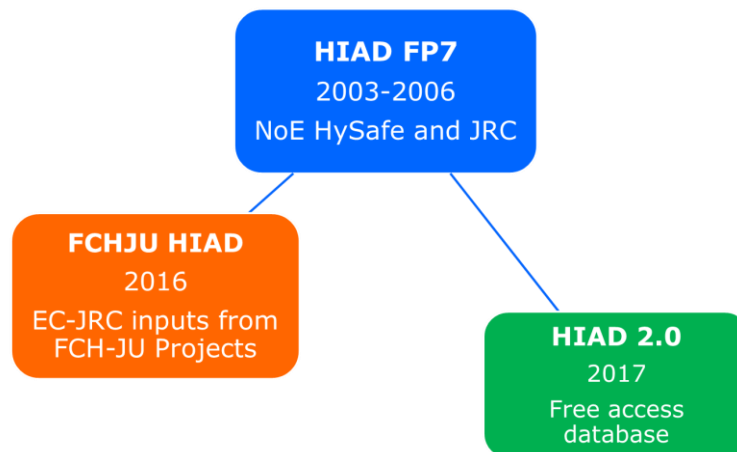 HIAD FP7
2003-2006
NoE HySafe and JRC
FCHJU HIAD
2016
EC-JRC inputs from
FCH-JU Projects
HIAD 2.0
2017
Free access
database